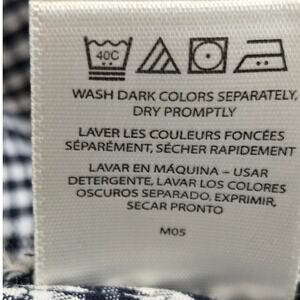 40C
WASH DARK COLORS SEPARATELY,
DRY PROMPTLY
LAVER LES COULEURS FONCÉES
SÉPARÉMENT, SÉCHER RAPIDEMENT
LAVAR EN MÁQUINA – USAR
DETERGENTE, LAVAR LOS COLORES
OSCUROS SEPARADO, EXPRIMIR,
SECAR PRONTO
M05